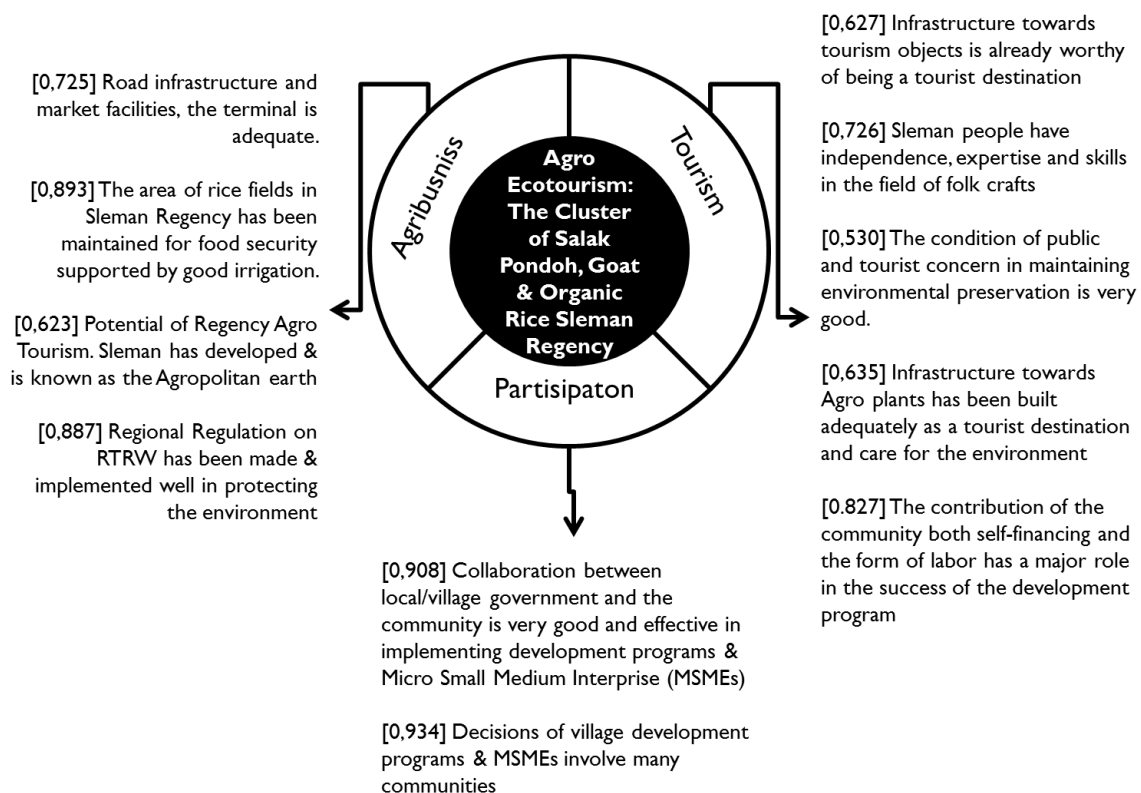 [0,725] Road infrastructure and
market facilities, the terminal is
adequate.
[0,893] The area of rice fields in
Sleman Regency has been
maintained for food security
supported by good irrigation.
[0,623] Potential of Regency Agro
Tourism. Sleman has developed &
is known as the Agropolitan earth
[0,887] Regional Regulation on
RTRW has been made &
implemented well in protecting
the environment
Agribusniss
Tourism
Partisipaton
Agro
Ecotourism:
The Cluster
of Salak
Pondoh, Goat
& Organic
Rice Sleman
Regency
[0,627] Infrastructure towards
tourism objects is already worthy
of being a tourist destination
[0,726] Sleman people have
independence, expertise and skills
in the field of folk crafts
[0,530] The condition of public
and tourist concern in maintaining
environmental preservation is very
good.
[0,635] Infrastructure towards
Agro plants has been built
adequately as a tourist destination
and care for the environment
[0.827] The contribution of the
community both self-financing and
the form of labor has a major role
in the success of the development
program
[0,908] Collaboration between
local/village government and the
community is very good and effective in
implementing development programs &
Micro Small Medium Interprise (MSMEs)
[0,934] Decisions of village development
programs & MSMEs involve many
communities